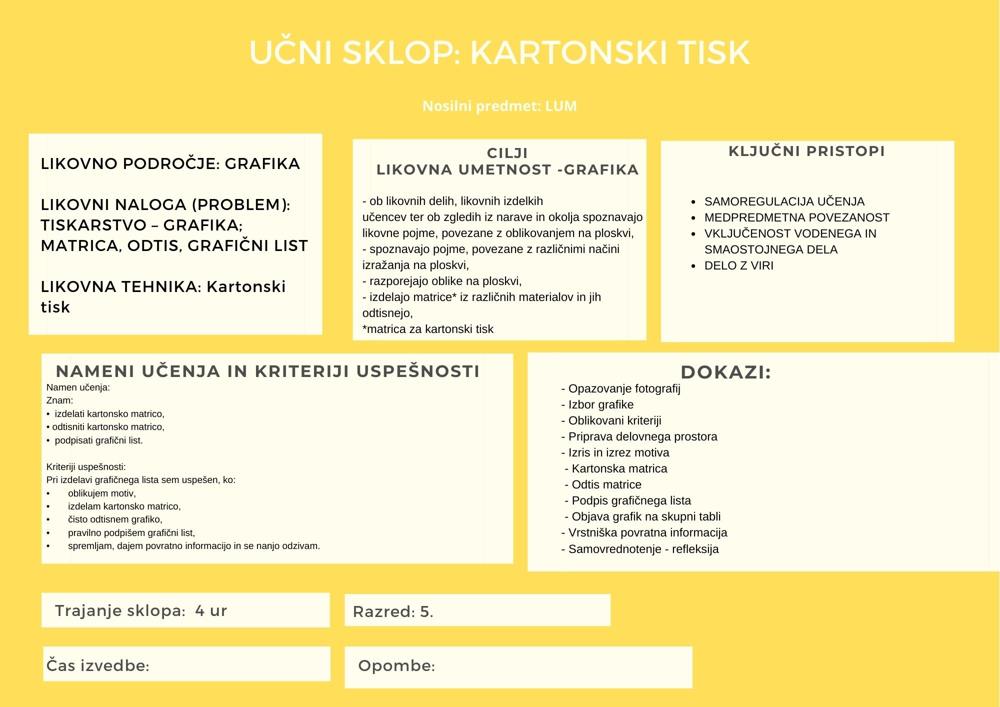 UČNI SKLOP: KARTONSKI TISK
Nosilni predmet: LUM
LIKOVNO PODROČJE: GRAFIKA
LIKOVNI NALOGA (PROBLEM):
TISKARSTVO – GRAFIKA;
MATRICA, ODTIS, GRAFIČNI LIST
LIKOVNA TEHNIKA: Kartonski
tisk
CILJI
LIKOVNA UMETNOST -GRAFIKA
- ob likovnih delih, likovnih izdelkih
učencev ter ob zgledih iz narave in okolja spoznavajo
likovne pojme, povezane z oblikovanjem na ploskvi,
- spoznavajo pojme, povezane z različnimi načini
izražanja na ploskvi,
- razporejajo oblike na ploskvi,
- izdelajo matrice* iz različnih materialov in jih
odtisnejo,
*matrica za kartonski tisk
KLJUČNI PRISTOPI
• SAMOREGULACIJA UČENJA
• MEDPREDMETNA POVEZANOST
• VKLJUČENOST VODENEGA IN
SMAOSTOJNEGA DELA
• DELO Z VIRI
NAMENI UČENJA IN KRITERIJI USPEŠNOSTI
Namen učenja:
Znam:
• izdelati kartonsko matrico,
• odtisniti kartonsko matrico,
• podpisati grafični list.
Kriteriji uspešnosti:
Pri izdelavi grafičnega lista sem uspešen, ko:
• oblikujem motiv,
• izdelam kartonsko matrico,
• čisto odtisnem grafiko,
• pravilno podpišem grafični list,
• spremljam, dajem povratno informacijo in se nanjo odzivam.
DOKAZI:
- Opazovanje fotografij
- Izbor grafike
- Oblikovani kriteriji
- Priprava delovnega prostora
- Izris in izrez motiva
- Kartonska matrica
- Odtis matrice
- Podpis grafičnega lista
- Objava grafik na skupni tabli
- Vrstniška povratna informacija
- Samovrednotenje - refleksija
Trajanje sklopa: 4 ur
Razred: 5.
Čas izvedbe:
Opombe: